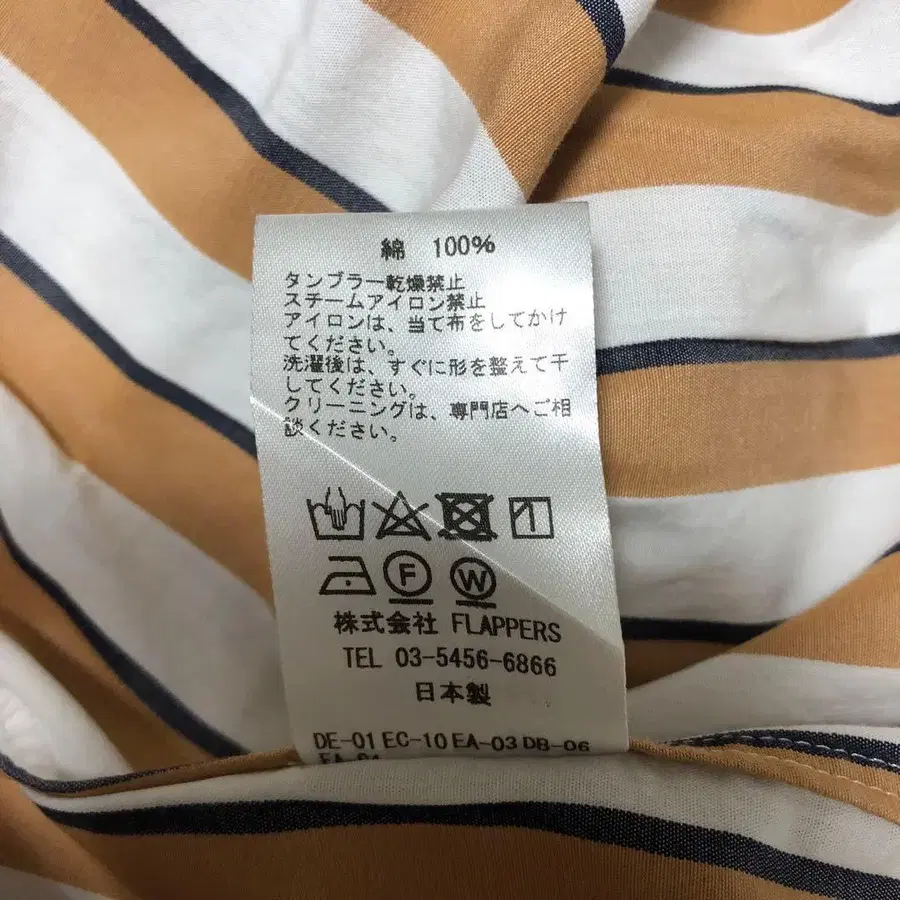 綿 100%
タンブラー乾燥禁止
スチームアイロン禁止
アイロンは、当て布をしてかけ
てください。
洗濯後は、すぐに形を整えて干
してください。
クリーニングは、専門店へご相
談ください。
F W
株式会社 FLAPPERS
TEL 03-5456-6866
日本製
DE-01 EC-10 EA-03 DB-06